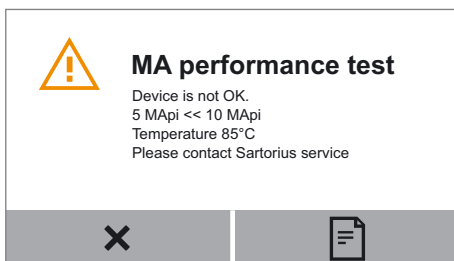 MA performance test
Device is not OK.
5 MApi << 10 MApi
Temperature 85°C
Please contact Sartorius service